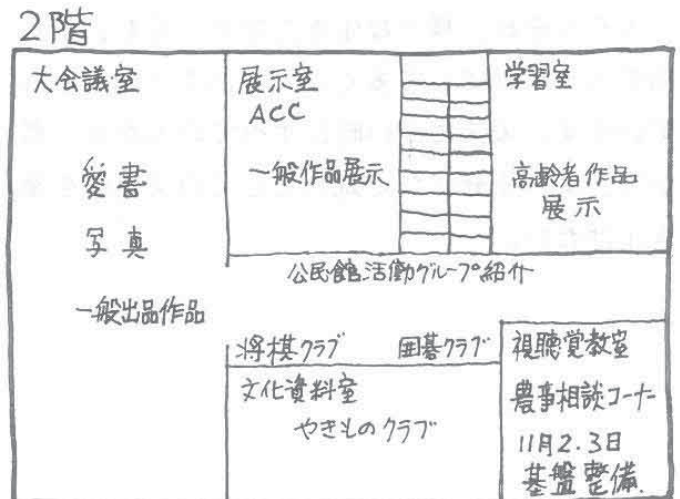 2階
大会議室
愛書
写真
一般出品作品
展示室
ACC
一般作品展示
学習室
高齢者作品
展示
公民館活動グループ紹介
将棋クラブ
囲碁クラブ
文化資料室
やきものクラブ
視聴覚教室
農事相談コーナー
11月2.3日
基盤整備